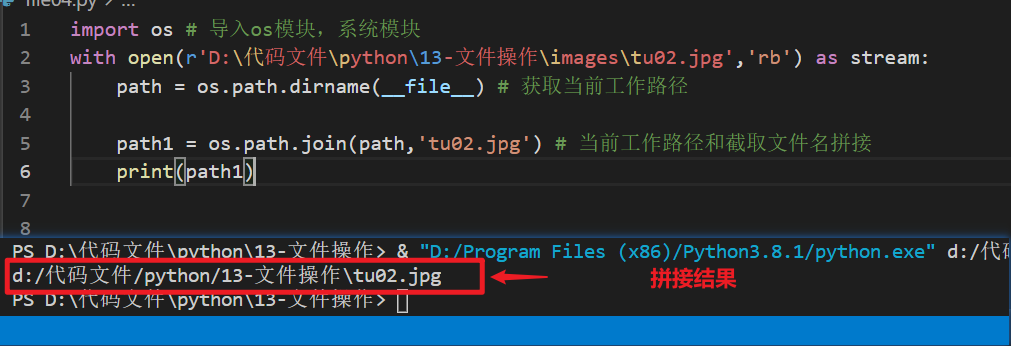 file04.py > ...
1 import os # 导入os模块，系统模块
2 with open(r'D:\代码文件\python\13-文件操作\images\tu02.jpg','rb') as stream:
3 path = os.path.dirname(__file__) # 获取当前工作路径
4
5 path1 = os.path.join(path,'tu02.jpg') # 当前工作路径和截取文件名拼接
6 print(path1)
7
8
PS D:\代码文件\python\13-文件操作> & "D:/Program Files (x86)/Python3.8.1/python.exe" d:/代
d:/代码文件/python/13-文件操作\tu02.jpg 拼接结果
PS D:\代码文件\python\13-文件操作>